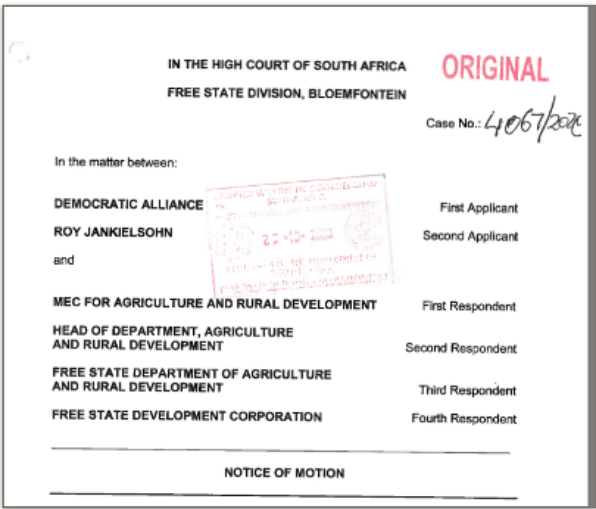 IN THE HIGH COURT OF SOUTH AFRICA
ORIGINAL
FREE STATE DIVISION, BLOEMFONTEIN
Case No.: 4067/202
In the matter between:
DEMOCRATIC ALLIANCE First Applicant
ROY JANKIELSOHN Second Applicant
and
MEC FOR AGRICULTURE AND RURAL DEVELOPMENT First Respondent
HEAD OF DEPARTMENT, AGRICULTURE
AND RURAL DEVELOPMENT Second Respondent
FREE STATE DEPARTMENT OF AGRICULTURE
AND RURAL DEVELOPMENT Third Respondent
FREE STATE DEVELOPMENT CORPORATION Fourth Respondent
NOTICE OF MOTION